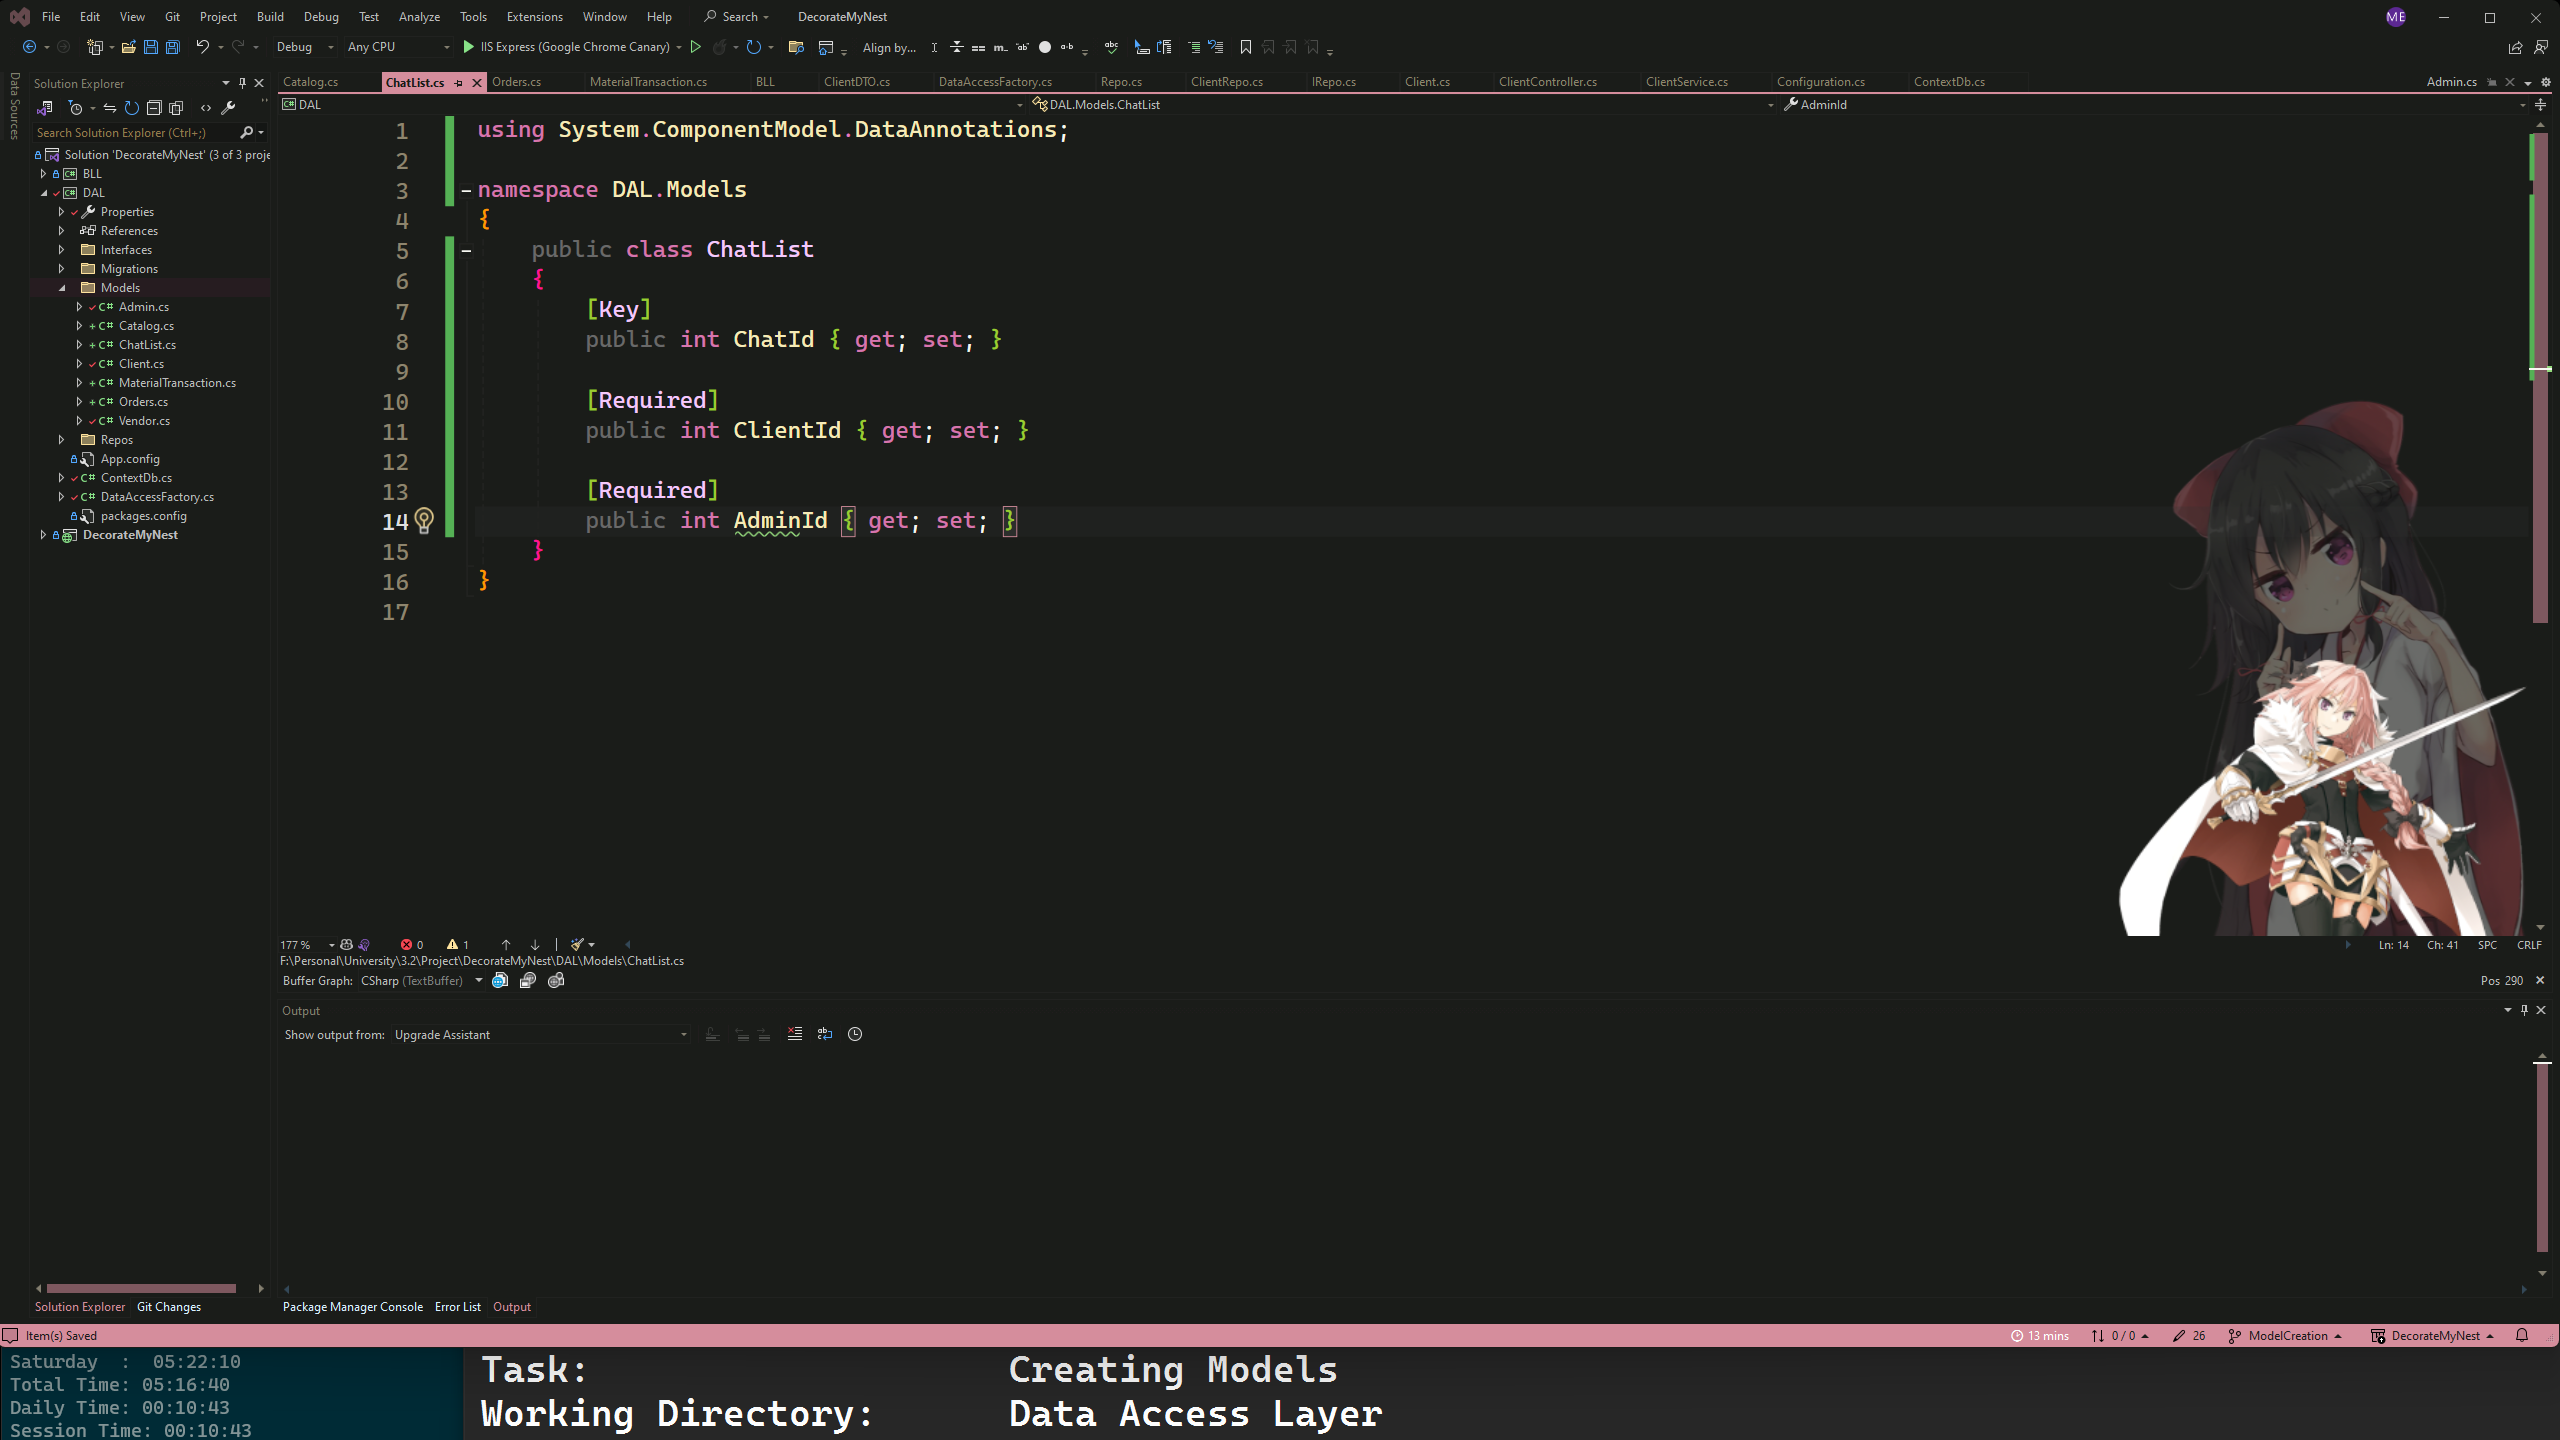 File Edit View Git Project Build Debug Test Analyze Tools Extensions Window Help Search DecorateMyNest ME
Debug Any CPU IIS Express (Google Chrome Canary) Align by...
Data Sources
Solution Explorer
Search Solution Explorer (Ctrl+;)
Solution 'DecorateMyNest' (3 of 3 proje
BLL
DAL
Properties
References
Interfaces
Migrations
Models
C# Admin.cs
C# Catalog.cs
C# ChatList.cs
C# Client.cs
C# MaterialTransaction.cs
C# Orders.cs
C# Vendor.cs
Repos
App.config
C# ContextDb.cs
C# DataAccessFactory.cs
packages.config
DecorateMyNest
Catalog.cs ChatList.cs Orders.cs MaterialTransaction.cs BLL ClientDTO.cs DataAccessFactory.cs Repo.cs ClientRepo.cs IRepo.cs Client.cs ClientController.cs ClientService.cs Configuration.cs ContextDb.cs Admin.cs
DAL DAL.Models.ChatList AdminId
1 using System.ComponentModel.DataAnnotations;
2
3 namespace DAL.Models
4 {
5 public class ChatList
6 {
7 [Key]
8 public int ChatId { get; set; }
9
10 [Required]
11 public int ClientId { get; set; }
12
13 [Required]
14 public int AdminId { get; set; }
15 }
16 }
17
177 % 0 1 Ln: 14 Ch: 41 SPC CRLF
F:\Personal\University\3.2\Project\DecorateMyNest\DAL\Models\ChatList.cs
Buffer Graph: CSharp (TextBuffer) Pos 290
Output
Show output from: Upgrade Assistant
Solution Explorer Git Changes Package Manager Console Error List Output
Item(s) Saved 13 mins 0 / 0 26 ModelCreation DecorateMyNest
Saturday : 05:22:10
Total Time: 05:16:40
Daily Time: 00:10:43
Session Time: 00:10:43
Task: Creating Models
Working Directory: Data Access Layer